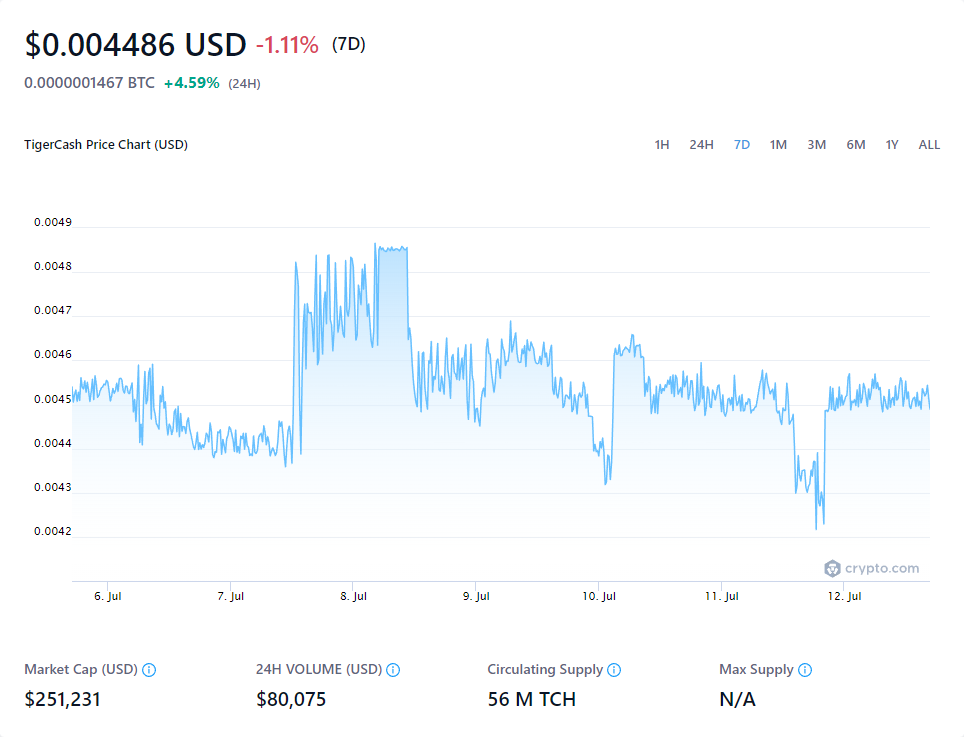 $0.004486 USD -1.11% (7D)
0.0000001467 BTC +4.59% (24H)
TigerCash Price Chart (USD) 1H 24H 7D 1M 3M 6M 1Y ALL
0.0049
0.0048
0.0047
0.0046
0.0045
0.0044
0.0043
0.0042
crypto.com
6. Jul 7. Jul 8. Jul 9. Jul 10. Jul 11. Jul 12. Jul
Market Cap (USD) 24H VOLUME (USD) Circulating Supply Max Supply
$251,231 $80,075 56 M TCH N/A